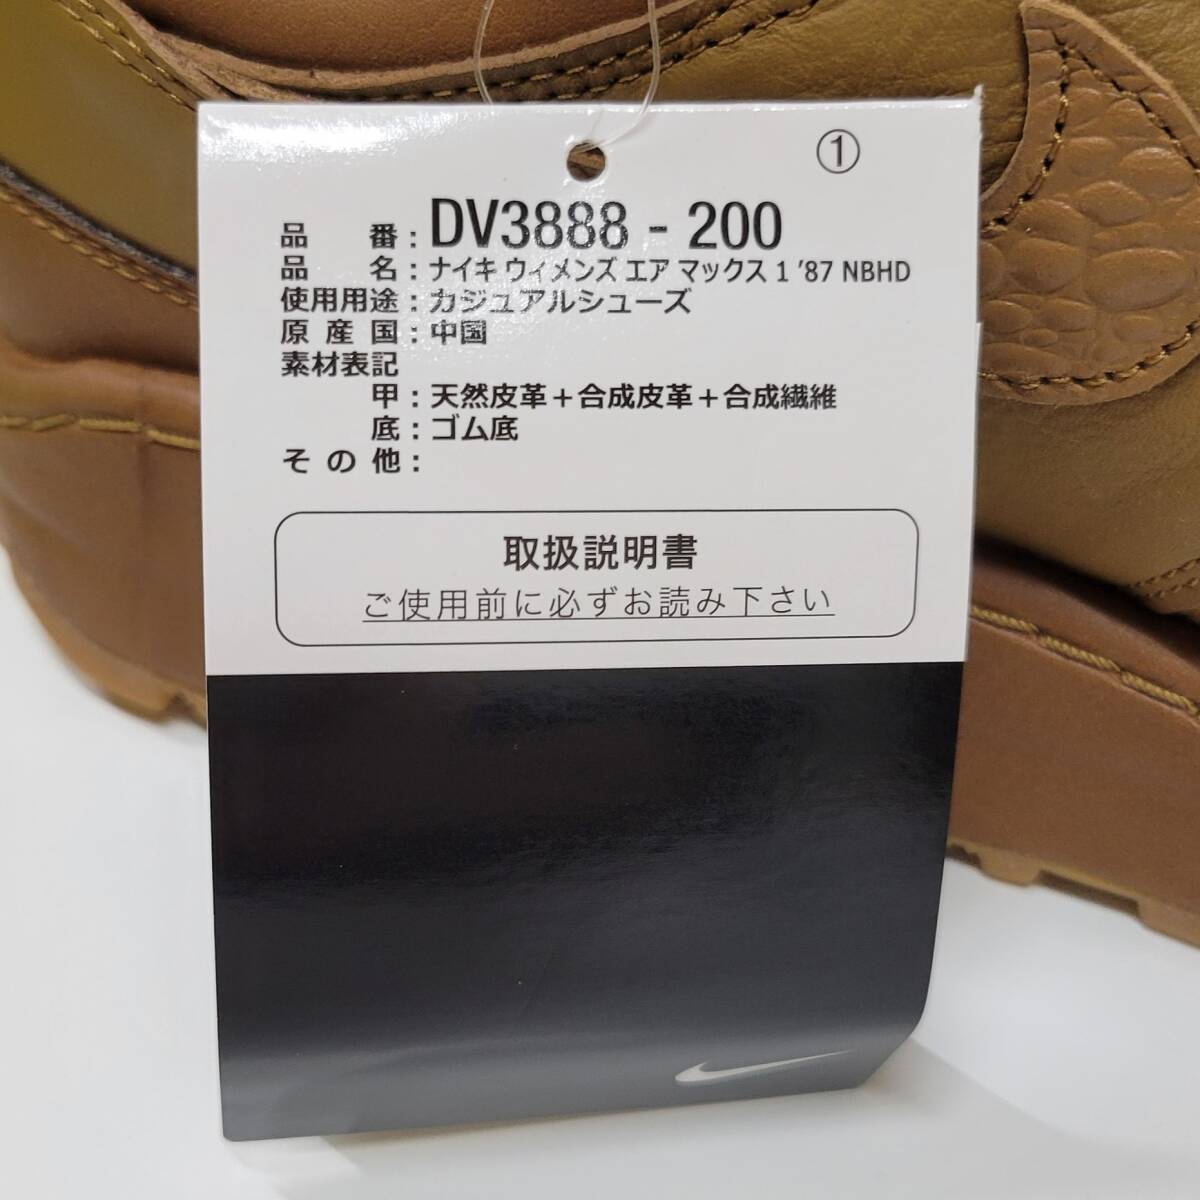 ①
品番：DV3888 - 200
品名：ナイキ ウィメンズ エア マックス 1 '87 NBHD
使用用途：カジュアルシューズ
原産国：中国
素材表記
甲：天然皮革＋合成皮革＋合成繊維
底：ゴム底
その他：
取扱説明書
ご使用前に必ずお読み下さい